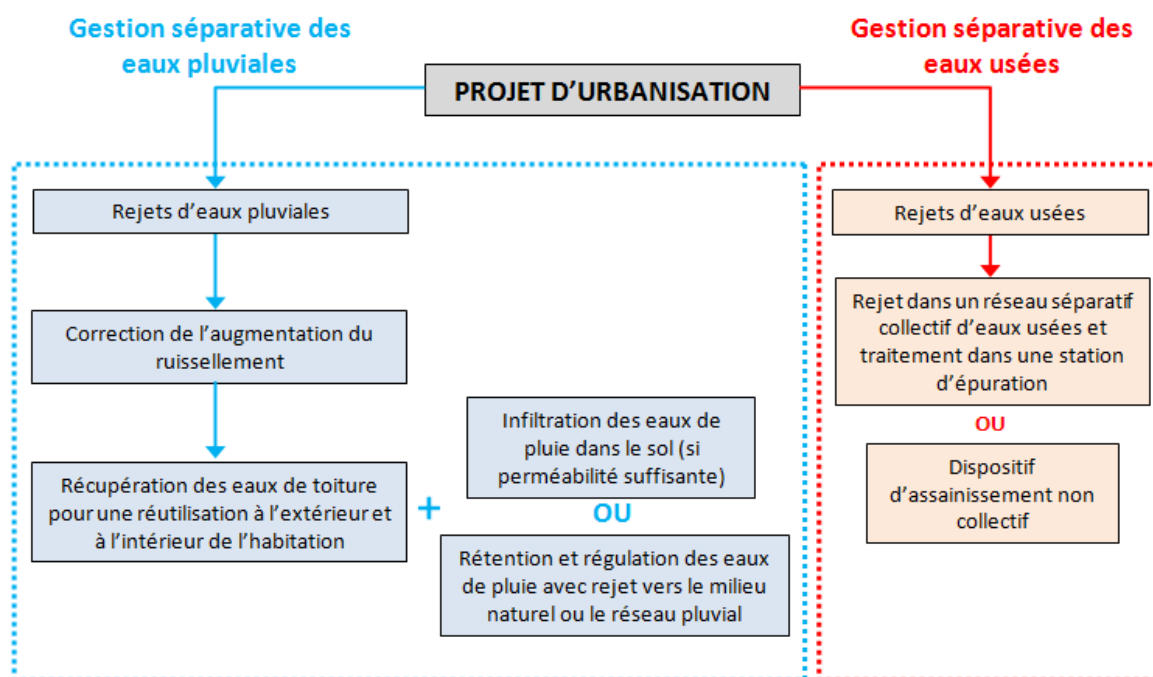 Gestion séparative des
eaux pluviales
Gestion séparative des
eaux usées
PROJET D’URBANISATION
Rejets d’eaux pluviales
Correction de l’augmentation du
ruissellement
Récupération des eaux de toiture
pour une réutilisation à l’extérieur et
à l’intérieur de l’habitation
+
Infiltration des eaux de
pluie dans le sol (si
perméabilité suffisante)
OU
Rétention et régulation des eaux
de pluie avec rejet vers le milieu
naturel ou le réseau pluvial
Rejets d’eaux usées
Rejet dans un réseau séparatif
collectif d’eaux usées et
traitement dans une station
d’épuration
OU
Dispositif
d’assainissement non
collectif